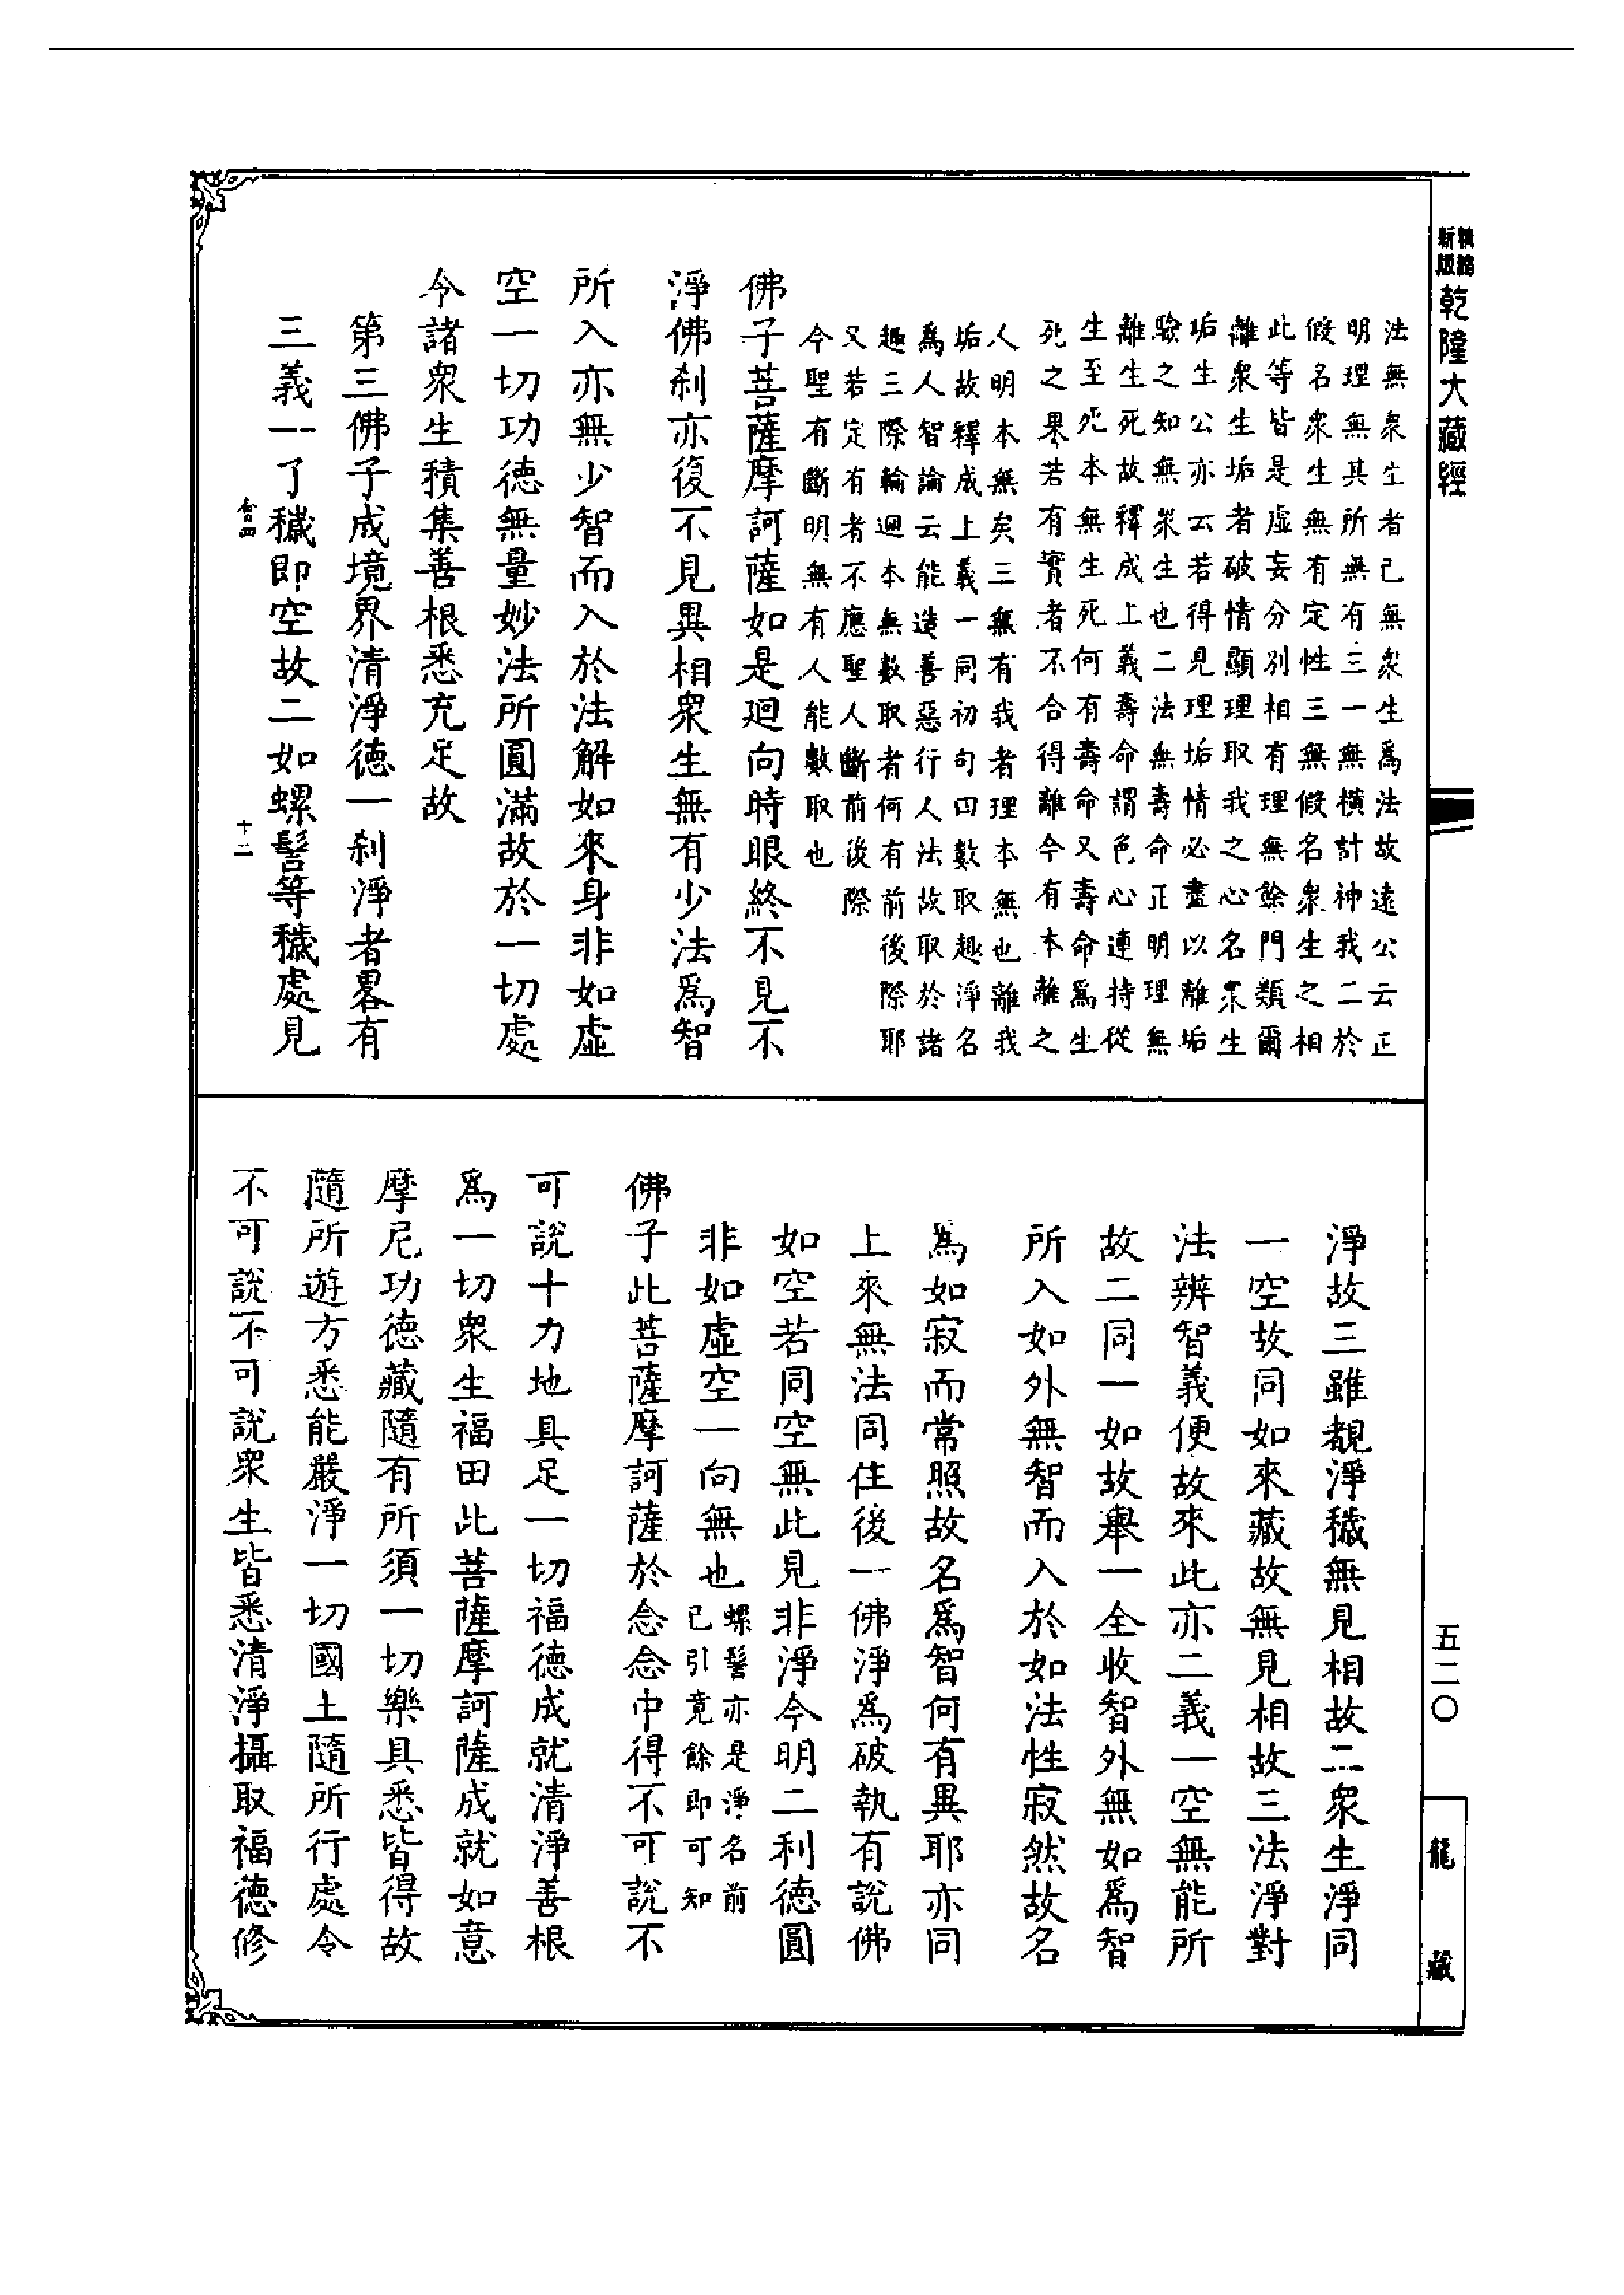 乾隆大藏經
法無衆生者已無衆生爲法故遠公云正
明理無其所無有三一無橫計神我二於
假名衆生無有定性三無假名衆生之相
此等皆是虛妄分別相有理無餘門類爾
離衆生垢者破情顯理取我之心名衆生
垢生公亦云若得見理垢情必盡以離垢
驗之知無衆生也二法無壽命正明理無
離生死故釋成上義壽命謂色心連持從
生至死本無生死何有壽命又壽命爲生
死之果若有實者不合得離今有本離之
人明本無矣三無有我者理本無也離我
垢故釋成上義一同初句四數取趣淨名
爲人智論云能造善惡行人法故取於諸
趣三際輪迴本無數取者何有前後際耶
又若定有者不應聖人斷前後際
今聖有斷明無有人能數取也
佛子菩薩摩訶薩如是迴向時眼終不見不
淨佛刹亦復不見異相衆生無有少法爲智
所入亦無少智而入於法解如來身非如虛
空一切功德無量妙法所圓滿故於一切處
令諸衆生積集善根悉充足故
第三佛子成境界清淨德一刹淨者畧有
三義一了穢即空故二如螺髻等穢處見
會四
十二
淨故三雖覩淨穢無見相故二衆生淨同
一空故同如來藏故無見相故三法淨對
法辨智義便故來此亦二義一空無能所
故二同一如故舉一全收智外無如爲智
所入如外無智而入於如法性寂然故名
爲如寂而常照故名爲智何有異耶亦同
上來無法同住後一佛淨爲破執有說佛
如空若同空無此見非淨今明二利德圓
非如虛空一向無也
螺髻亦是淨名前
已引竟餘即可知
佛子此菩薩摩訶薩於念念中得不可說不
可說十力地具足一切福德成就清淨善根
爲一切衆生福田此菩薩摩訶薩成就如意
摩尼功德藏隨有所須一切樂具悉皆得故
隨所遊方悉能嚴淨一切國土隨所行處令
不可說不可說衆生皆悉清淨攝取福德修
五二〇
龍藏